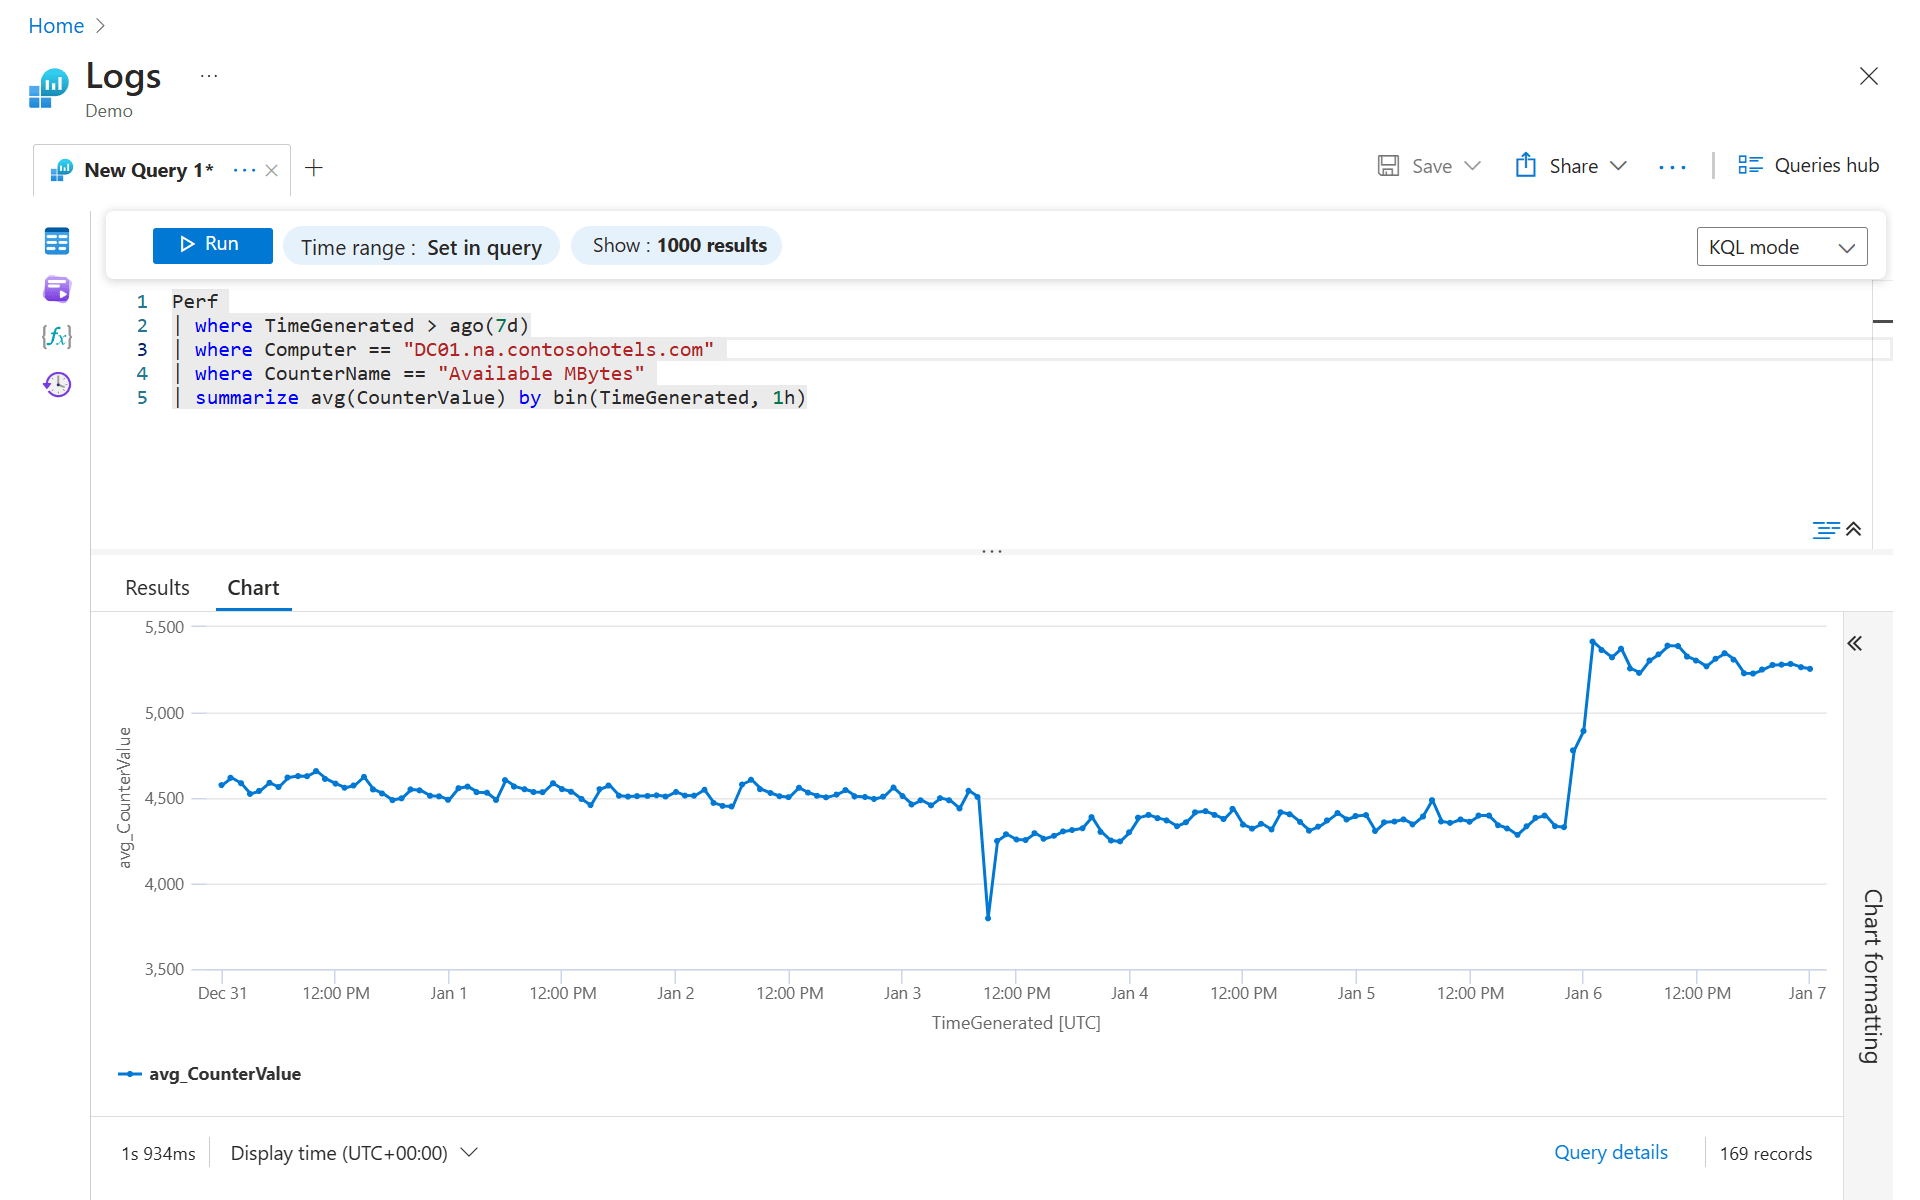 Home
Logs ...
Demo
New Query 1* ...
Save
Share
...
Queries hub
Run
Time range : Set in query
Show : 1000 results
KQL mode
1 Perf
2 | where TimeGenerated > ago(7d)
3 | where Computer == "DC01.na.contosohotels.com"
4 | where CounterName == "Available MBytes"
5 | summarize avg(CounterValue) by bin(TimeGenerated, 1h)
...
Results Chart
5,500
5,000
4,500
4,000
3,500
avg_CounterValue
Dec 31 12:00 PM Jan 1 12:00 PM Jan 2 12:00 PM Jan 3 12:00 PM Jan 4 12:00 PM Jan 5 12:00 PM Jan 6 12:00 PM Jan 7
TimeGenerated [UTC]
avg_CounterValue
Chart formatting
1s 934ms Display time (UTC+00:00) Query details 169 records